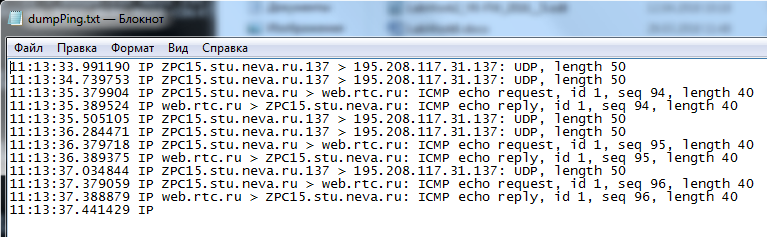 dumpPing.txt — Блокнот
Файл Правка Формат Вид Справка
11:13:33.991190 IP ZPC15.stu.neva.ru.137 > 195.208.117.31.137: UDP, length 50
11:13:34.739753 IP ZPC15.stu.neva.ru.137 > 195.208.117.31.137: UDP, length 50
11:13:35.379904 IP ZPC15.stu.neva.ru > web.rtc.ru: ICMP echo request, id 1, seq 94, length 40
11:13:35.389524 IP web.rtc.ru > ZPC15.stu.neva.ru: ICMP echo reply, id 1, seq 94, length 40
11:13:35.505105 IP ZPC15.stu.neva.ru.137 > 195.208.117.31.137: UDP, length 50
11:13:36.284471 IP ZPC15.stu.neva.ru.137 > 195.208.117.31.137: UDP, length 50
11:13:36.379718 IP ZPC15.stu.neva.ru > web.rtc.ru: ICMP echo request, id 1, seq 95, length 40
11:13:36.389375 IP web.rtc.ru > ZPC15.stu.neva.ru: ICMP echo reply, id 1, seq 95, length 40
11:13:37.034844 IP ZPC15.stu.neva.ru.137 > 195.208.117.31.137: UDP, length 50
11:13:37.379059 IP ZPC15.stu.neva.ru > web.rtc.ru: ICMP echo request, id 1, seq 96, length 40
11:13:37.388879 IP web.rtc.ru > ZPC15.stu.neva.ru: ICMP echo reply, id 1, seq 96, length 40
11:13:37.441429 IP